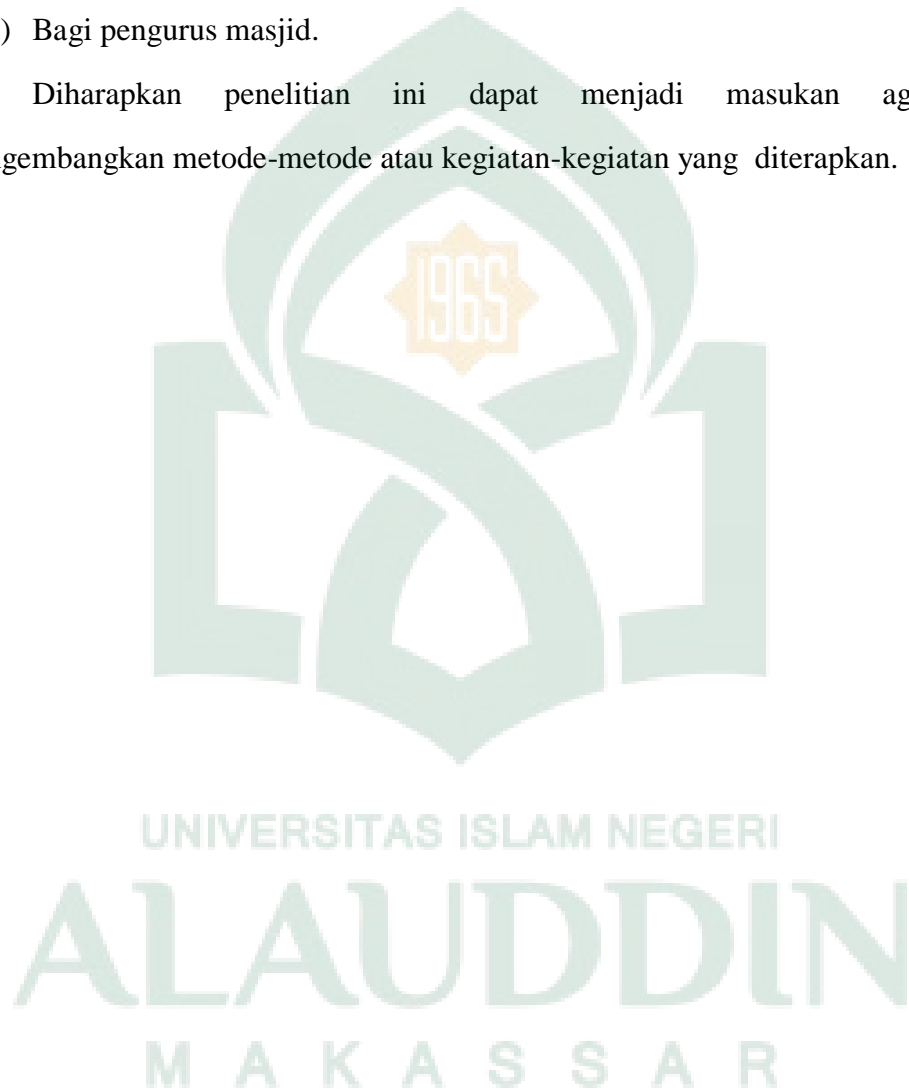 ) Bagi pengurus masjid.
Diharapkan penelitian ini dapat menjadi masukan ag
gembangkan metode-metode atau kegiatan-kegiatan yang diterapkan.
1965
UNIVERSITAS ISLAM NEGERI
ALAUDDIN
MAKASSAR